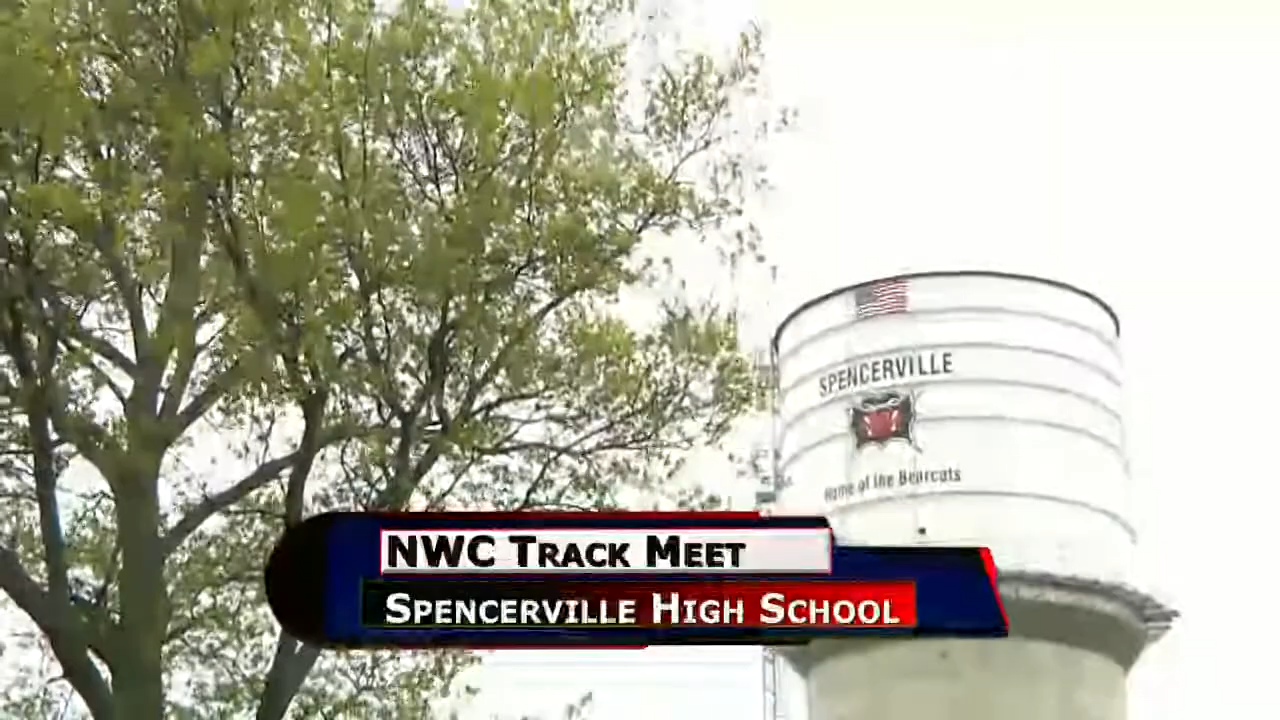 SPENCERVILLE
Home of the Bearcats
NWC TRACK MEET
SPENCERVILLE HIGH SCHOOL